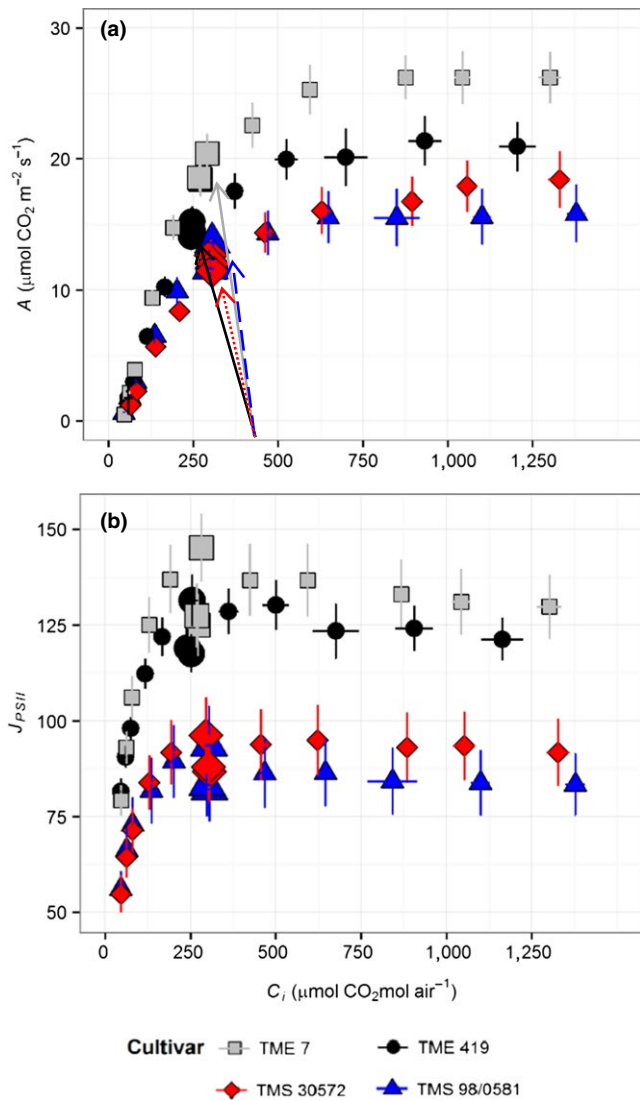 (a)
30
20
10
0
A (μmol CO₂ m⁻² s⁻¹)
0 250 500 750 1,000 1,250
(b)
150
125
100
75
50
J_PSII
0 250 500 750 1,000 1,250
C_i (μmol CO₂mol air⁻¹)
Cultivar TME 7 TME 419
TMS 30572 TMS 98/0581